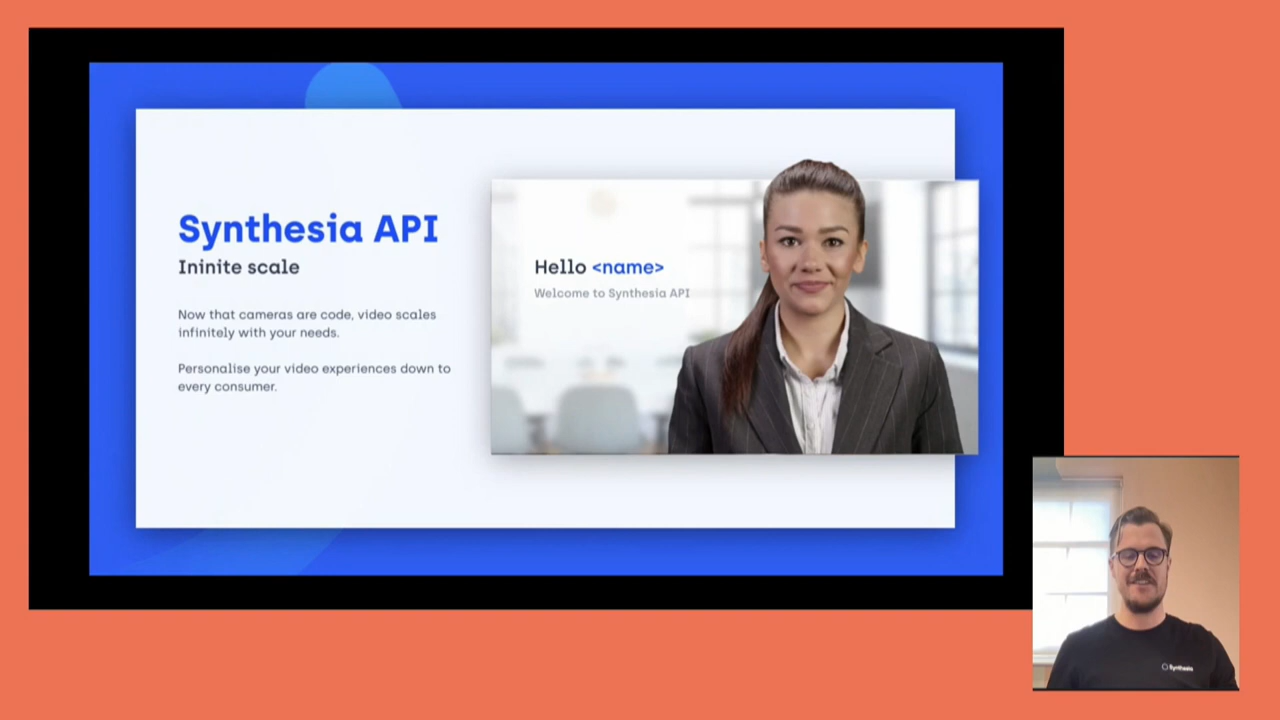 Synthesia API
Ininite scale
Now that cameras are code, video scales
infinitely with your needs.
Personalise your video experiences down to
every consumer.
Hello <name>
Welcome to Synthesia API
Synthesia